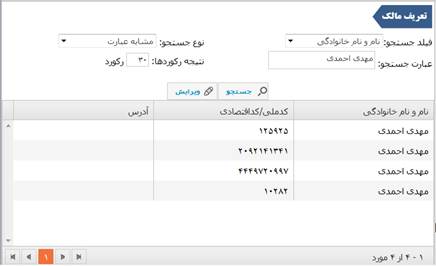 تعریف مالک
فیلد جستجو: نام و نام خانوادگی نوع جستجو: مشابه عبارت
عبارت جستجو: مهدی احمدی نتیجه رکوردها: ۳۰ رکورد
جستجو ویرایش
نام و نام خانوادگی کدملی/کداقتصادی آدرس
مهدی احمدی ۱۲۵۹۲۵
مهدی احمدی ۲۰۹۲۱۴۱۳۴۱
مهدی احمدی ۴۴۴۹۷۲۰۹۹۷
مهدی احمدی ۱۰۲۸۲
۱ - ۴ از ۴ مورد ۱